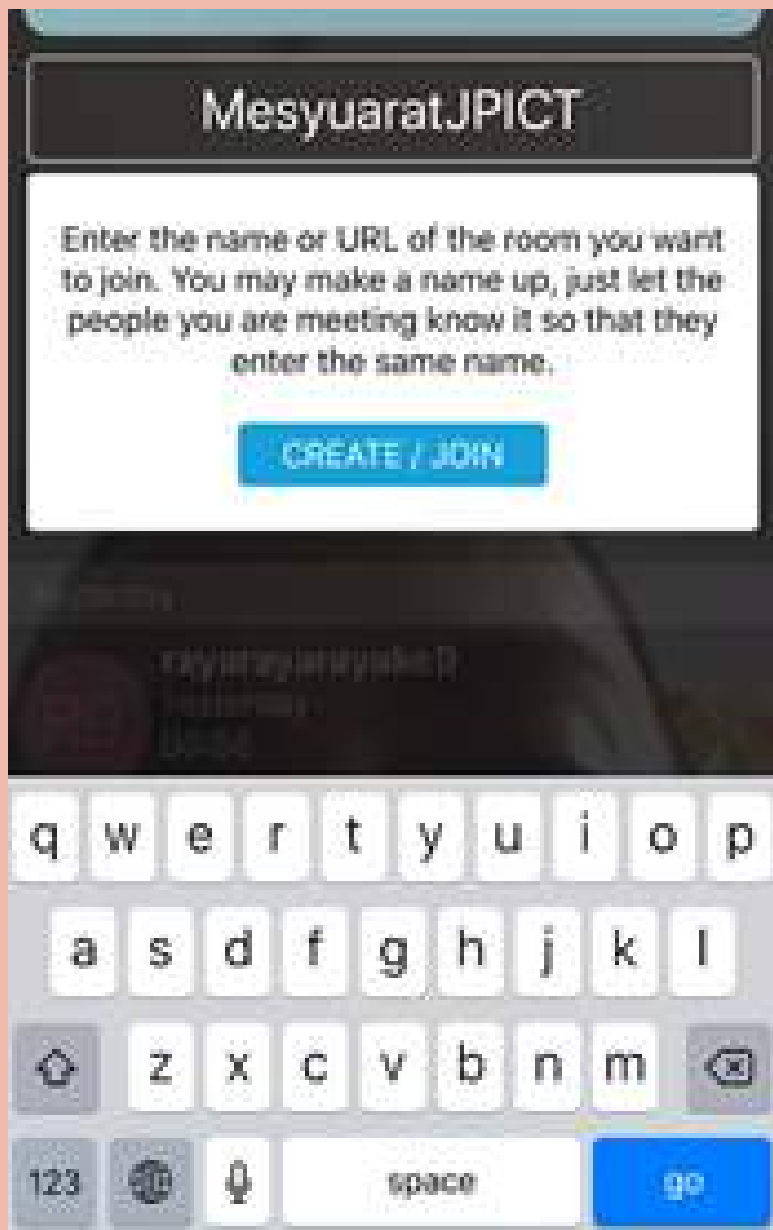 MesyuaratJPICT
Enter the name or URL of the room you want
to join. You may make a name up, just let the
people you are meeting know it so that they
enter the same name.
CREATE / JOIN
q w e r t y u i o p
a s d f g h j k l
z x c v b n m
123 space go